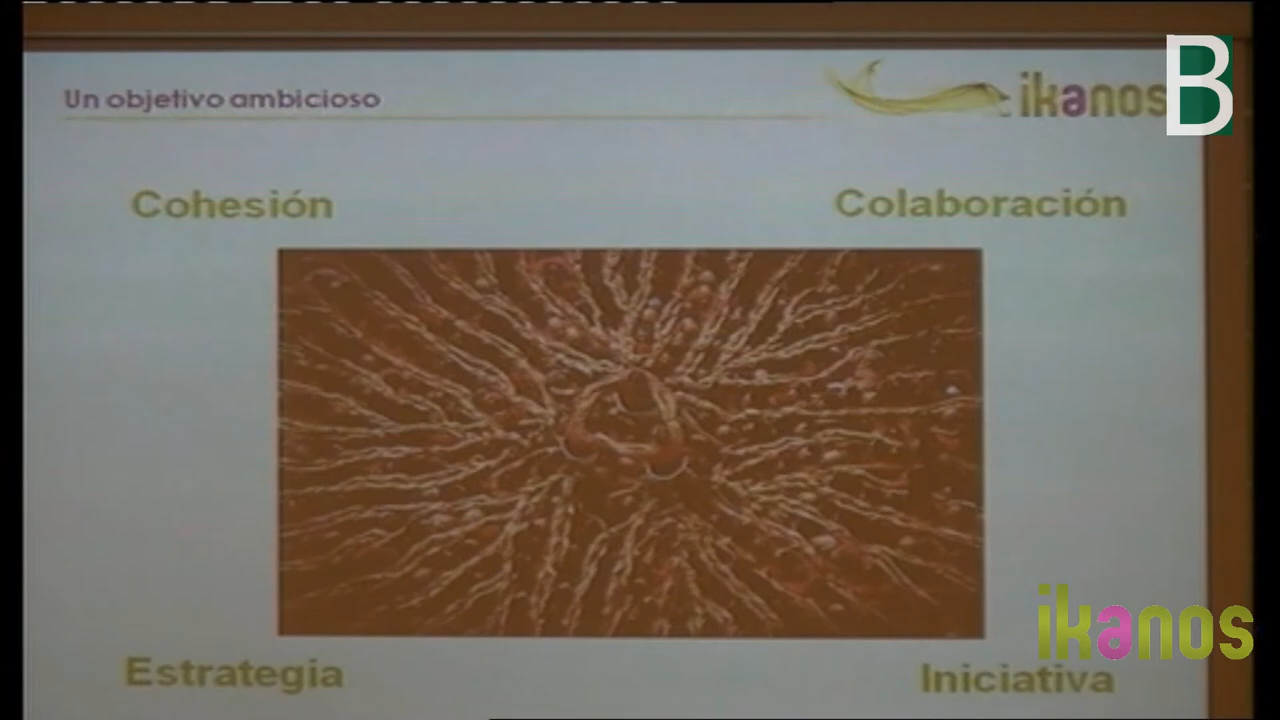 Un objetivo ambicioso
ikanos
B
Cohesión
Colaboración
Estrategia
Iniciativa
ikanos